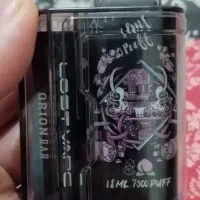 LOST VAPE
ORION BAR
18ML 7500 PUFF